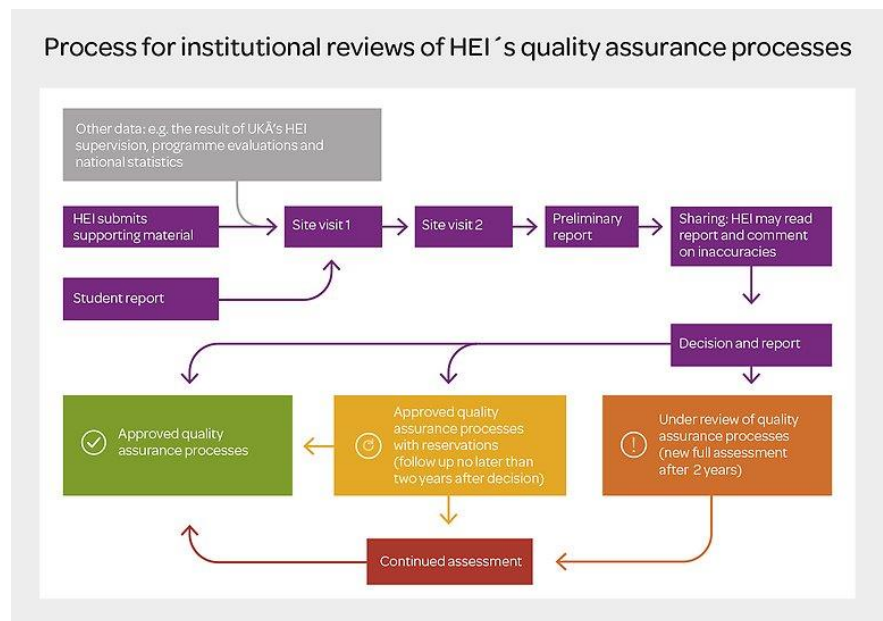 Process for institutional reviews of HEI´s quality assurance processes
Other data: e.g. the result of UKÄ's HEI
supervision, programme evaluations and
national statistics
HEI submits
supporting material
Site visit 1
Site visit 2
Preliminary
report
Sharing: HEI may read
report and comment
on inaccuracies
Student report
Decision and report
Approved quality
assurance processes
Approved quality
assurance processes
with reservations
(follow up no later than
two years after decision)
Under review of quality
assurance processes
(new full assessment
after 2 years)
Continued assessment